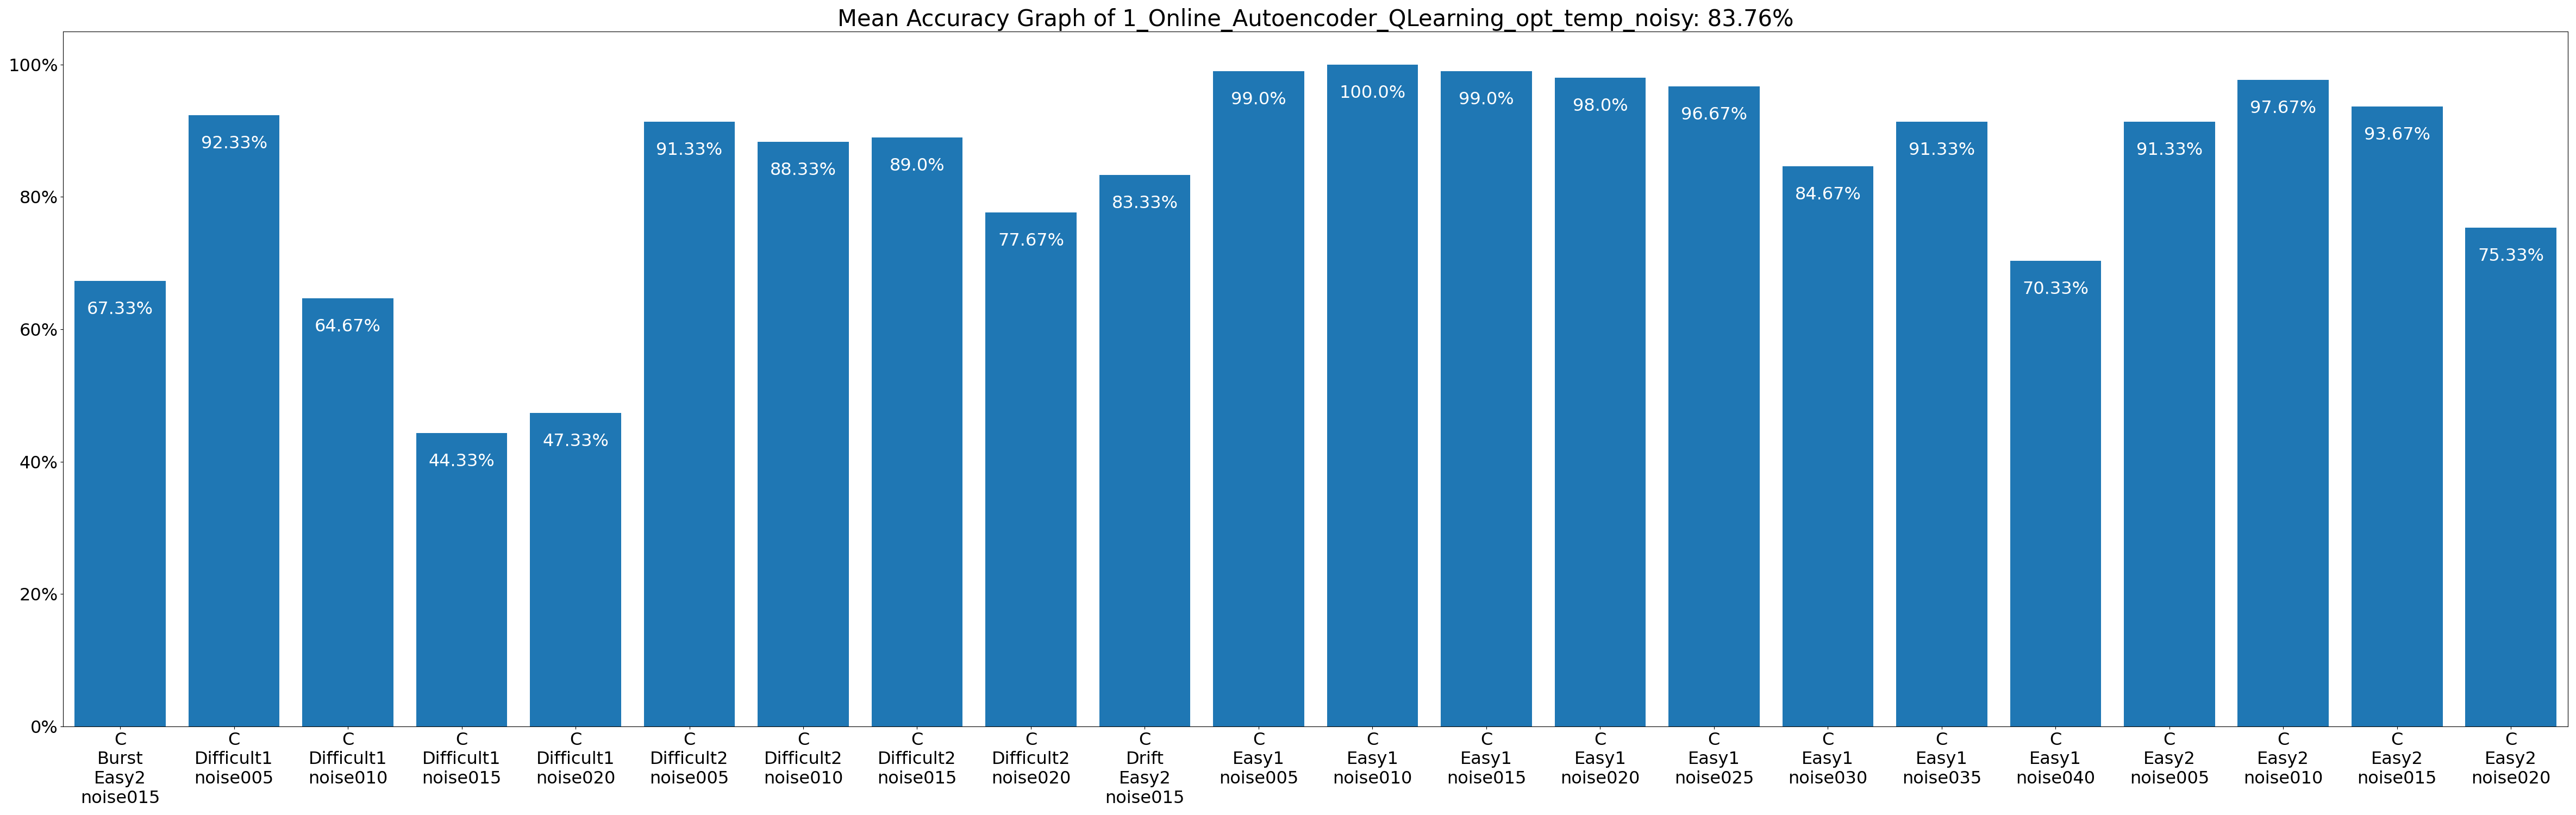 Mean Accuracy Graph of 1_Online_Autoencoder_QLearning_opt_temp_noisy: 83.76%
100%
80%
60%
40%
20%
0%
67.33%
92.33%
64.67%
44.33%
47.33%
91.33%
88.33%
89.0%
77.67%
83.33%
99.0%
100.0%
99.0%
98.0%
96.67%
84.67%
91.33%
70.33%
91.33%
97.67%
93.67%
75.33%
C
Burst
Easy2
noise015
C
Difficult1
noise005
C
Difficult1
noise010
C
Difficult1
noise015
C
Difficult1
noise020
C
Difficult2
noise005
C
Difficult2
noise010
C
Difficult2
noise015
C
Difficult2
noise020
C
Drift
Easy2
noise015
C
Easy1
noise005
C
Easy1
noise010
C
Easy1
noise015
C
Easy1
noise020
C
Easy1
noise025
C
Easy1
noise030
C
Easy1
noise035
C
Easy1
noise040
C
Easy2
noise005
C
Easy2
noise010
C
Easy2
noise015
C
Easy2
noise020